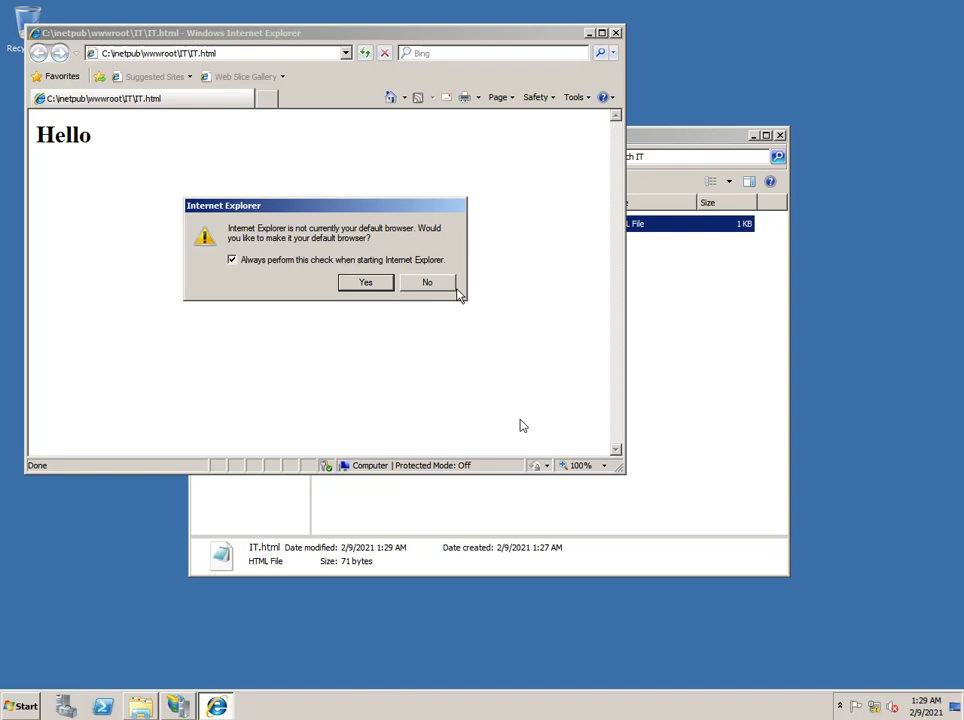 Recy
C:\inetpub\wwwroot\IT\IT.html - Windows Internet Explorer
C:\inetpub\wwwroot\IT\IT.html
Bing
Favorites
Suggested Sites
Web Slice Gallery
C:\inetpub\wwwroot\IT\IT.html
Page
Safety
Tools
Hello
ch IT
Size
L File
1 KB
Internet Explorer
Internet Explorer is not currently your default browser. Would
you like to make it your default browser?
Always perform this check when starting Internet Explorer.
Yes
No
Done
Computer | Protected Mode: Off
100%
IT.html Date modified: 2/9/2021 1:29 AM Date created: 2/9/2021 1:27 AM
HTML File Size: 71 bytes
Start
1:29 AM
2/9/2021